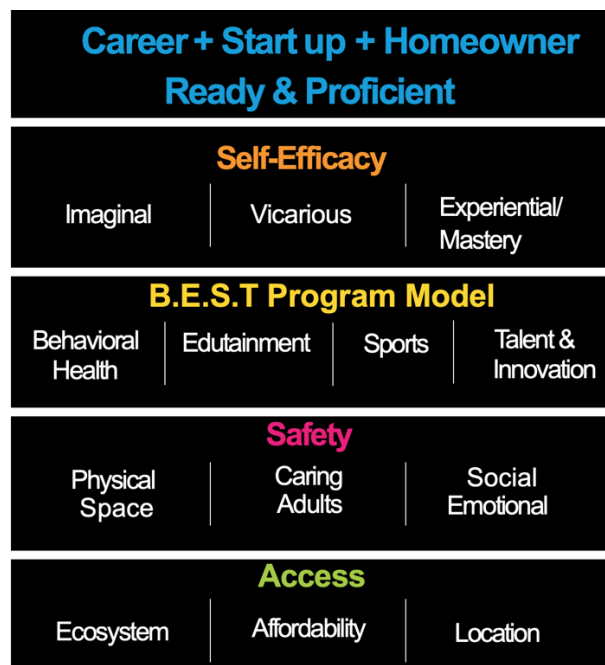 Career + Start up + Homeowner
Ready & Proficient
Self-Efficacy
Imaginal
Vicarious
Experiential/
Mastery
B.E.S.T Program Model
Behavioral
Health
Edutainment
Sports
Talent &
Innovation
Safety
Physical
Space
Caring
Adults
Social
Emotional
Access
Ecosystem
Affordability
Location